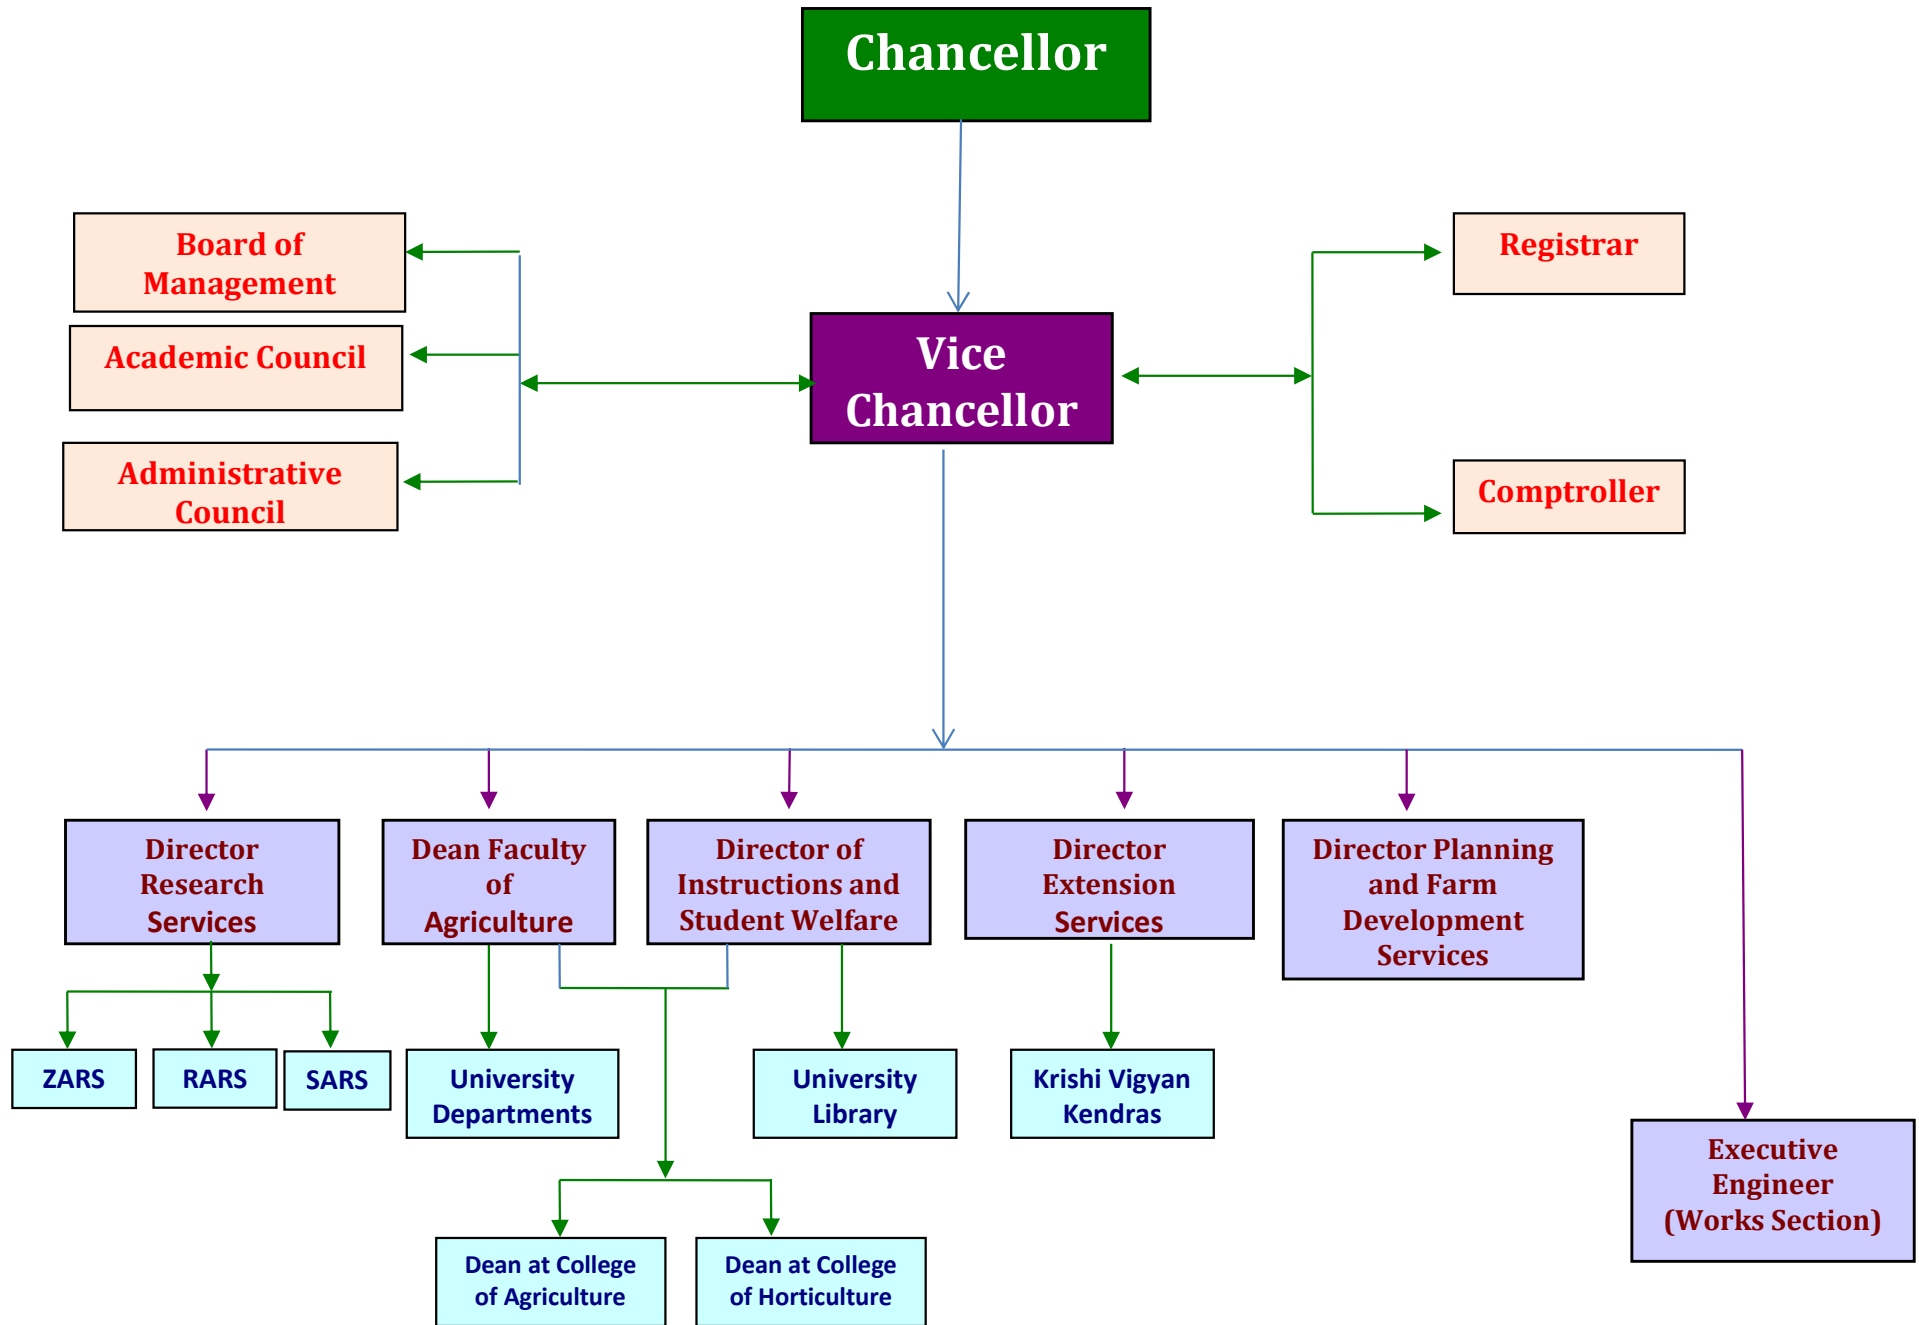 Chancellor
Board of
Management
Registrar
Academic Council
Vice
Chancellor
Administrative
Council
Comptroller
Director
Research
Services
Dean Faculty
of
Agriculture
Director of
Instructions and
Student Welfare
Director
Extension
Services
Director Planning
and Farm
Development
Services
ZARS
RARS
SARS
University
Departments
University
Library
Krishi Vigyan
Kendras
Executive
Engineer
(Works Section)
Dean at College
of Agriculture
Dean at College
of Horticulture